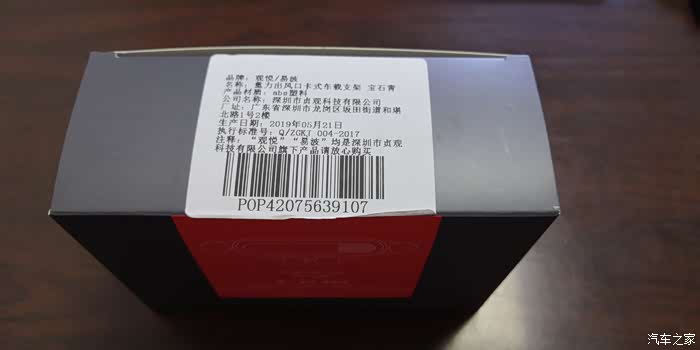 品牌: 观悦/易波
名称: 重力出风口卡式车载支架 宝石青
产品材质: abs塑料
公司名称: 深圳市贞观科技有限公司
厂址: 广东省深圳市龙岗区坂田街道和堪
北路1号2楼
生产日期: 2019年05月21日
执行标准号: Q/ZGKJ 004-2017
注释: “观悦”“易波”均是深圳市贞观
科技有限公司旗下产品请放心购买
POP42075639107
汽车之家